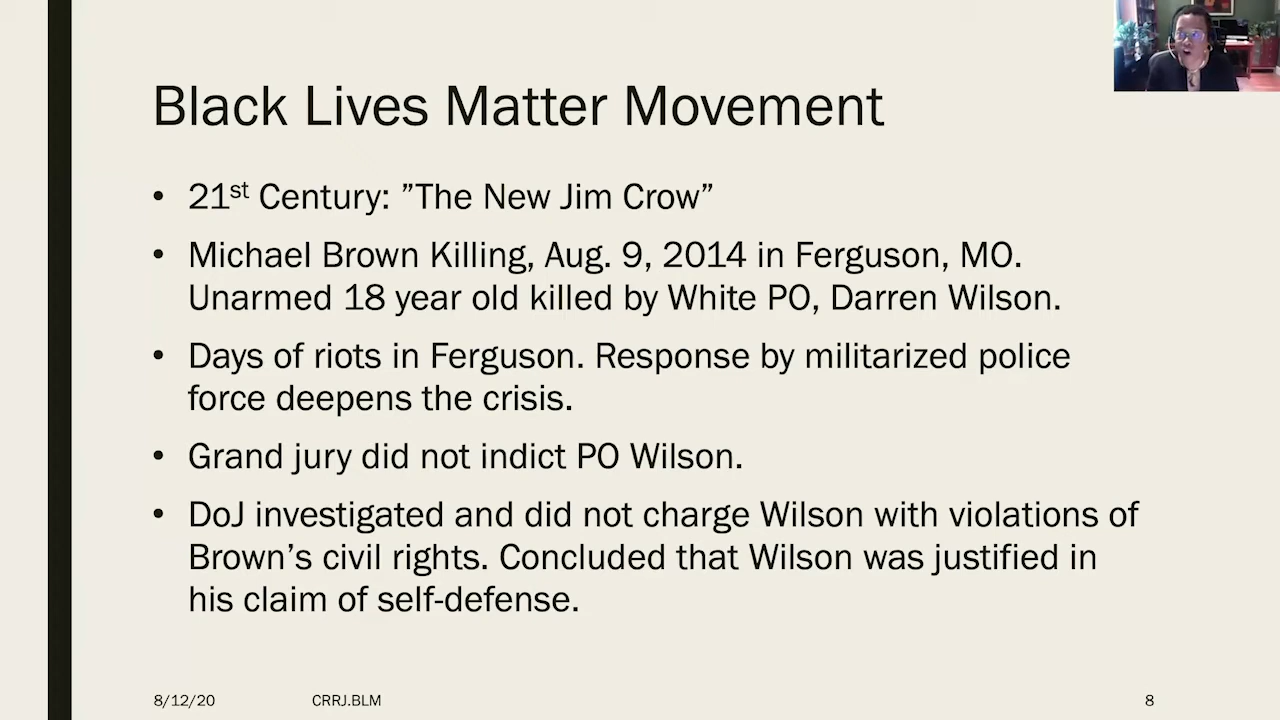 Black Lives Matter Movement
• 21st Century: ”The New Jim Crow”
• Michael Brown Killing, Aug. 9, 2014 in Ferguson, MO.
Unarmed 18 year old killed by White PO, Darren Wilson.
• Days of riots in Ferguson. Response by militarized police
force deepens the crisis.
• Grand jury did not indict PO Wilson.
• DoJ investigated and did not charge Wilson with violations of
Brown’s civil rights. Concluded that Wilson was justified in
his claim of self-defense.
8/12/20 CRRJ.BLM 8